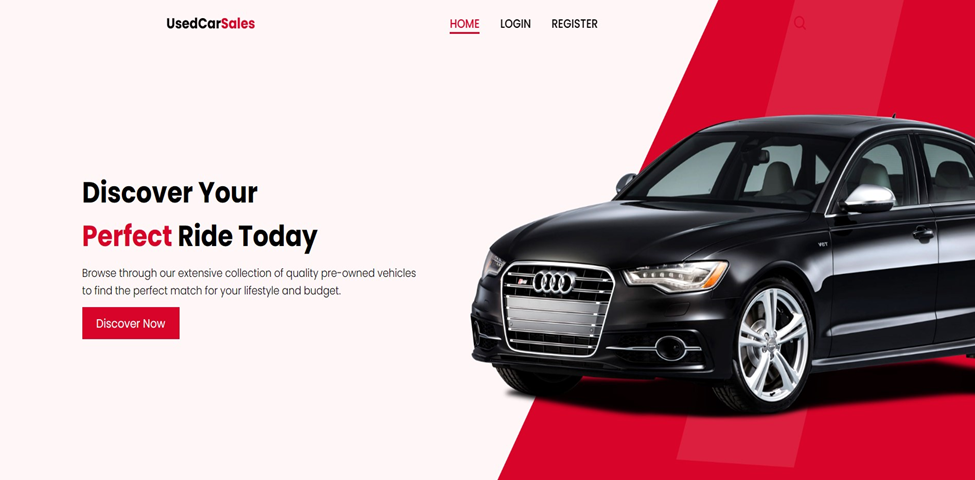 UsedCarSales
HOME LOGIN REGISTER
Discover Your
Perfect Ride Today
Browse through our extensive collection of quality pre-owned vehicles
to find the perfect match for your lifestyle and budget.
Discover Now